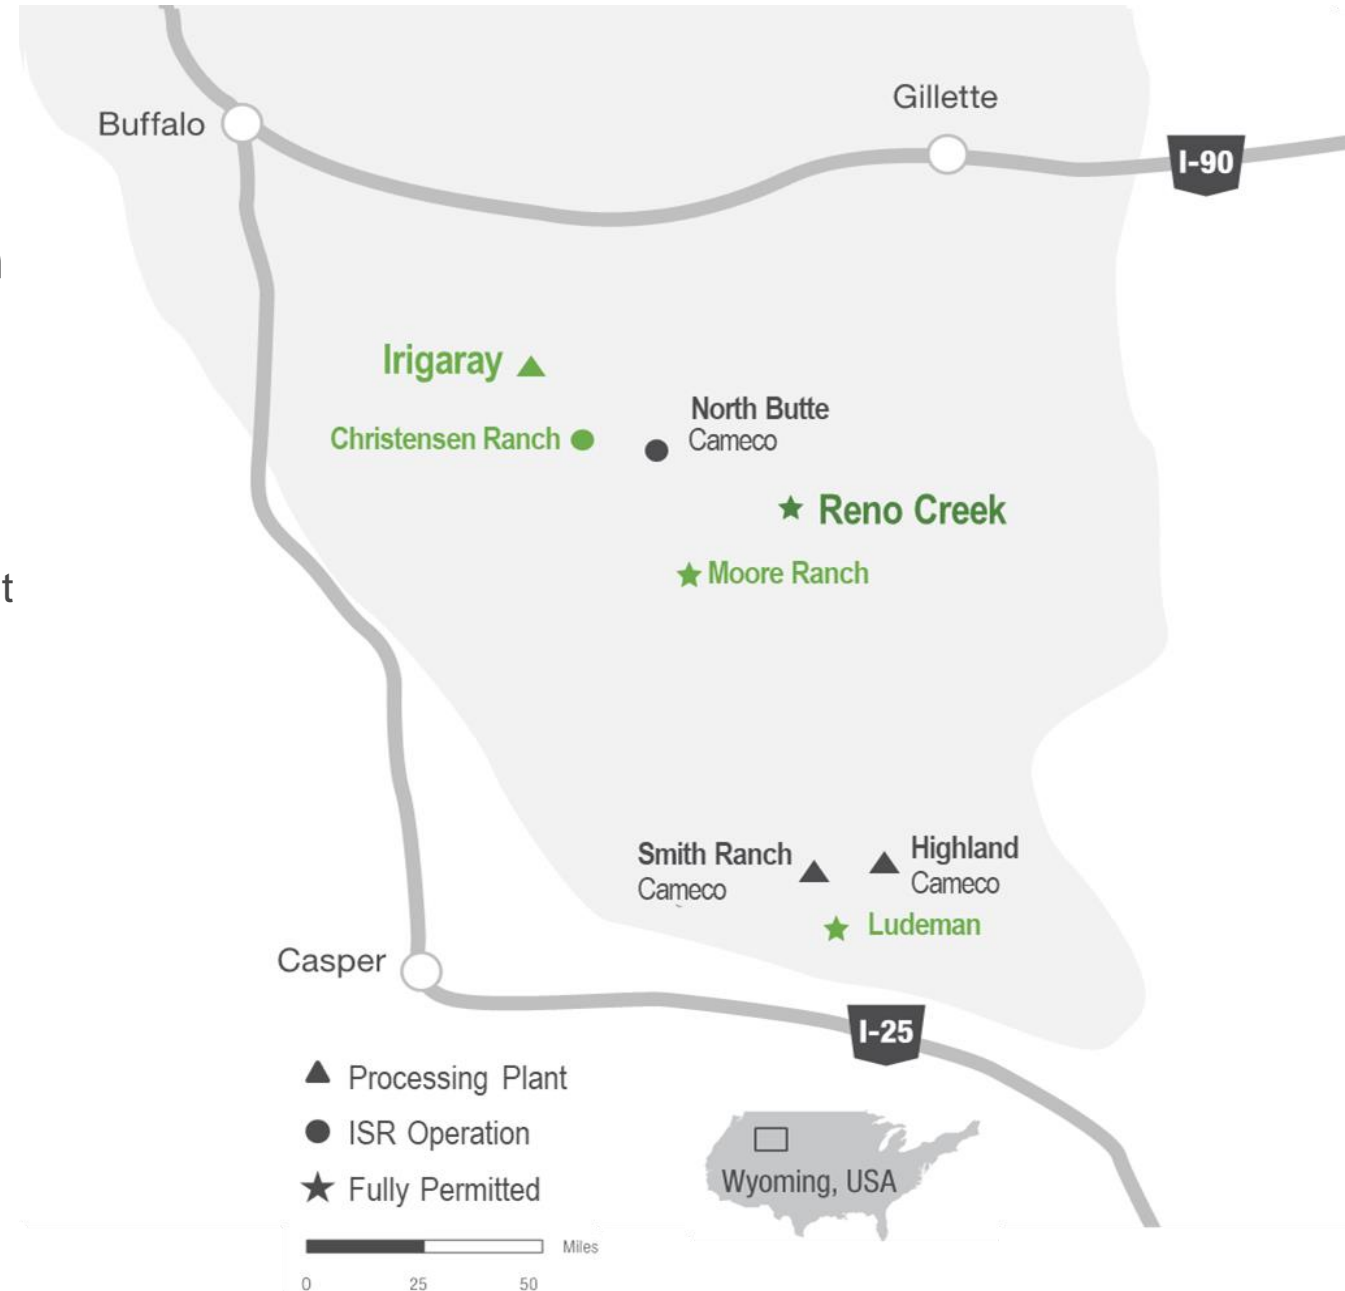 Gillette
Buffalo
I-90
Irigaray
North Butte
Christensen Ranch
Cameco
Reno Creek
t
Moore Ranch
Smith Ranch
Highland
Cameco
Cameco
Ludeman
Casper
I-25
Processing Plant
ISR Operation
Fully Permitted
Wyoming, USA
Miles
0 25 50